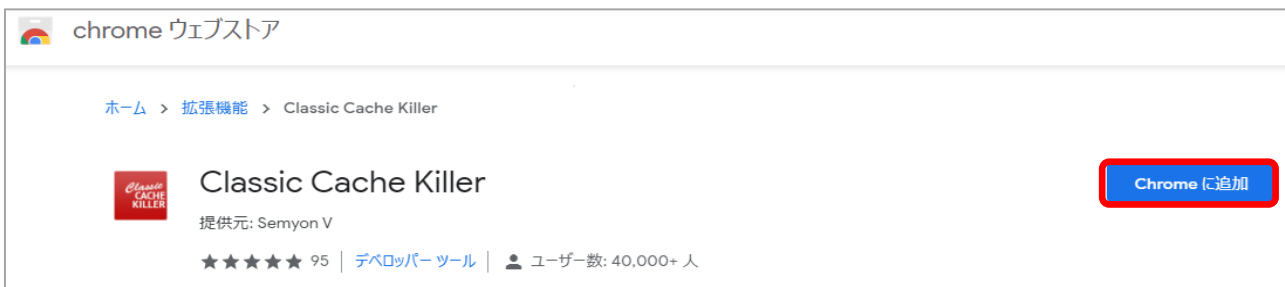 chrome ウェブストア
ホーム > 拡張機能 > Classic Cache Killer
Classic CACHE KILLER
Classic Cache Killer
Chrome に追加
提供元: Semyon V
★★★★★ 95 | デベロッパー ツール | ユーザー数: 40,000+ 人